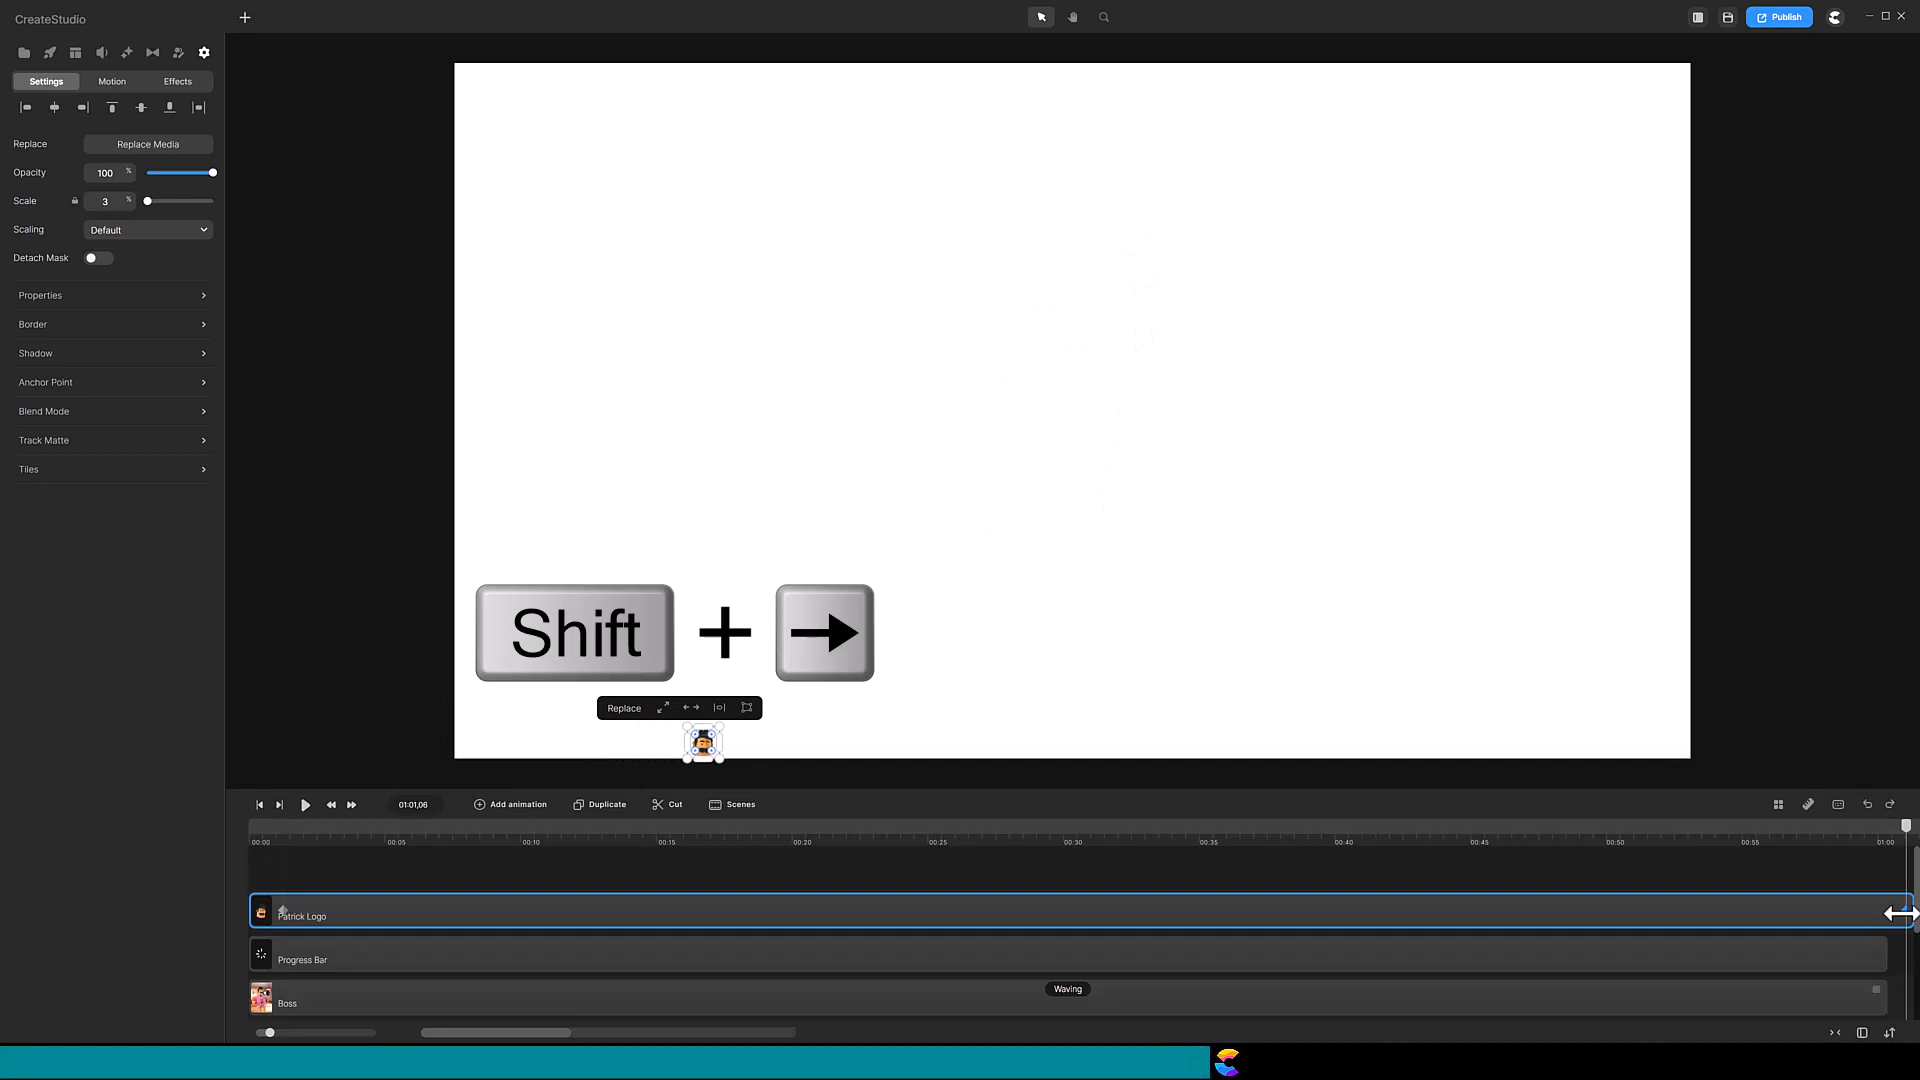 CreateStudio
Publish
Settings
Motion
Effects
Replace
Replace Media
Opacity
100
%
Scale
3
%
Scaling
Default
Detach Mask
Properties
Border
Shadow
Anchor Point
Blend Mode
Track Matte
Tiles
Shift + →
Replace
01:01,06
Add animation
Duplicate
Cut
Scenes
00:00 00:05 00:10 00:15 00:20 00:25 00:30 00:35 00:40 00:45 00:50 00:55 01:00
Patrick Logo
Progress Bar
Waving
Boss